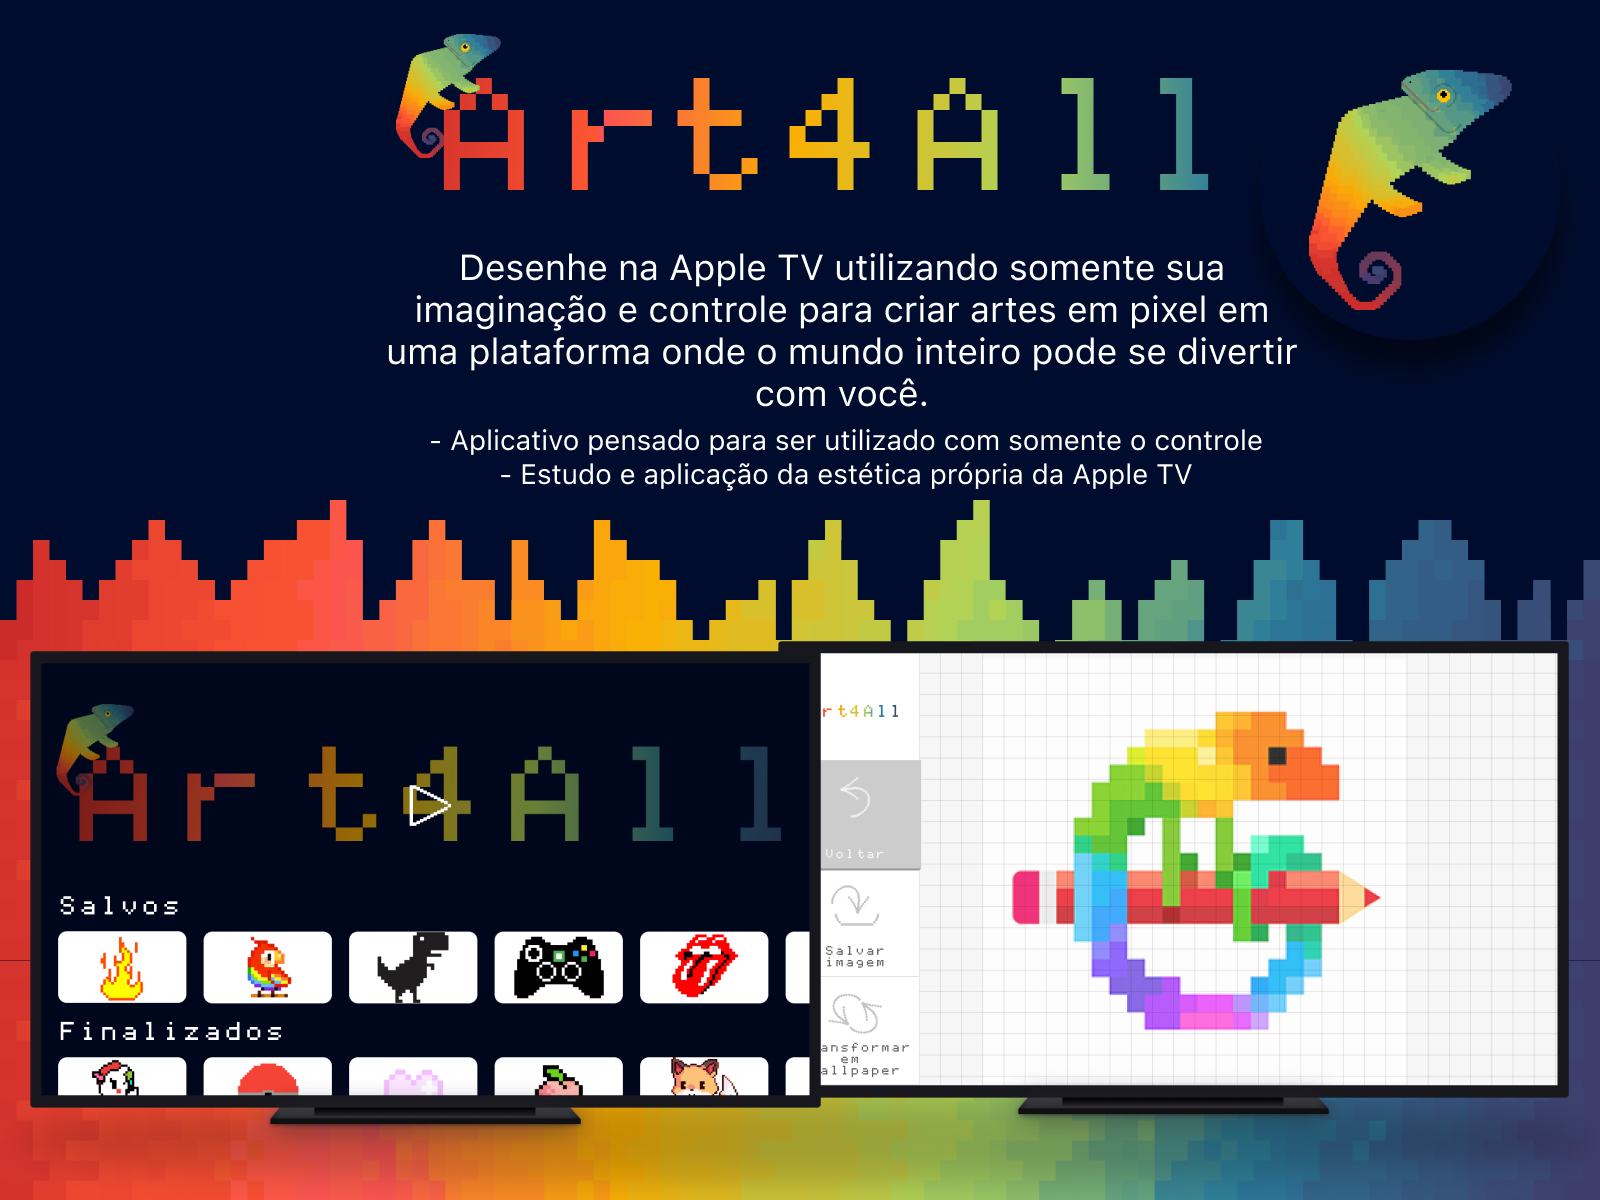 Art4All
Desenhe na Apple TV utilizando somente sua
imaginação e controle para criar artes em pixel em
uma plataforma onde o mundo inteiro pode se divertir
com você.
- Aplicativo pensado para ser utilizado com somente o controle
- Estudo e aplicação da estética própria da Apple TV
Art4All
Salvos
Finalizados
rt4All
Voltar
Salvar
imagem
ansformar
em
allpaper